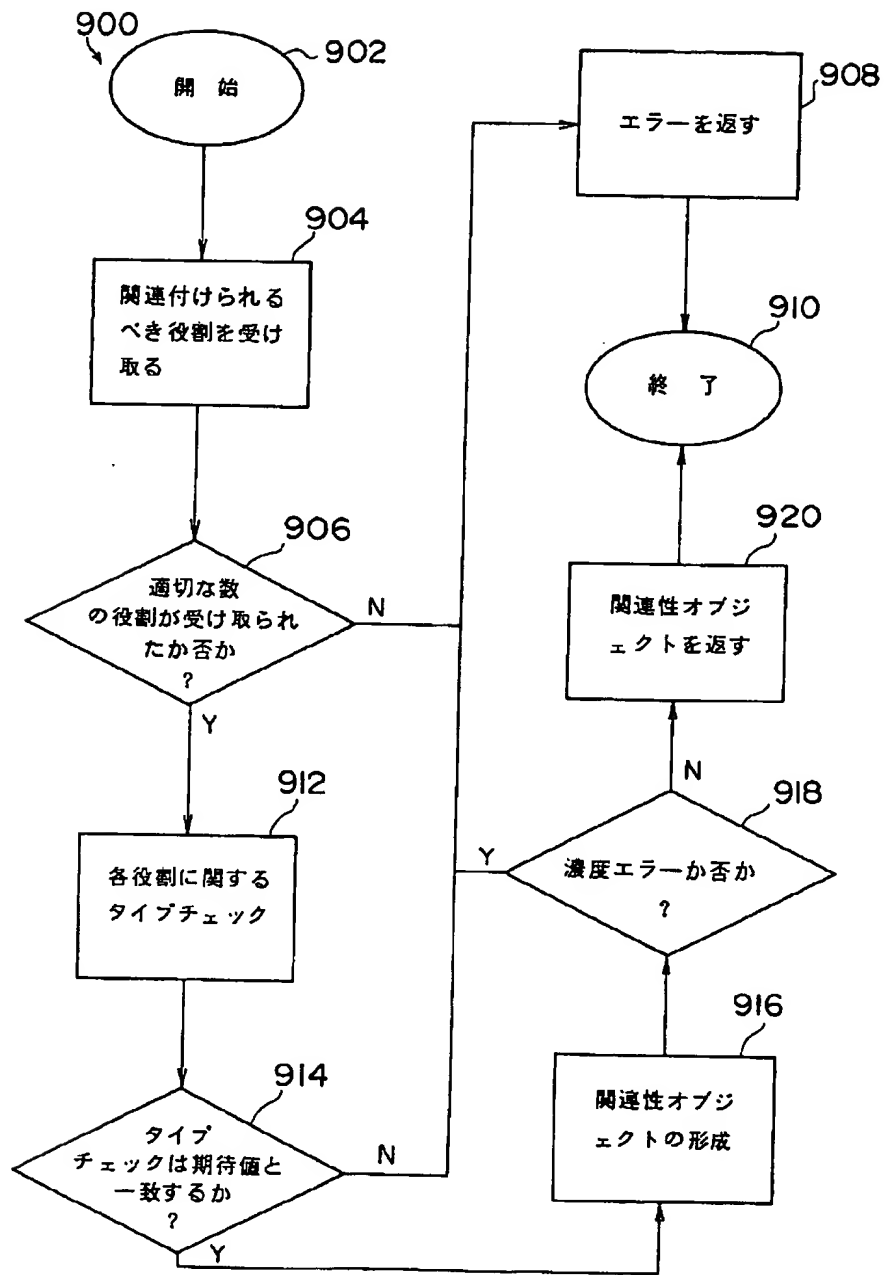 900
902
開始
904
関連付けられる
べき役割を受け
取る
906
適切な数
の役割が受け取られ
たか否か
?
N
Y
912
各役割に関する
タイプチェック
914
タイプ
チェックは期待値と
一致するか
?
N
Y
908
エラーを返す
910
終了
920
関連性オブジ
ェクトを返す
N
918
Y
濃度エラーか否か
?
916
関連性オブジ
ェクトの形成